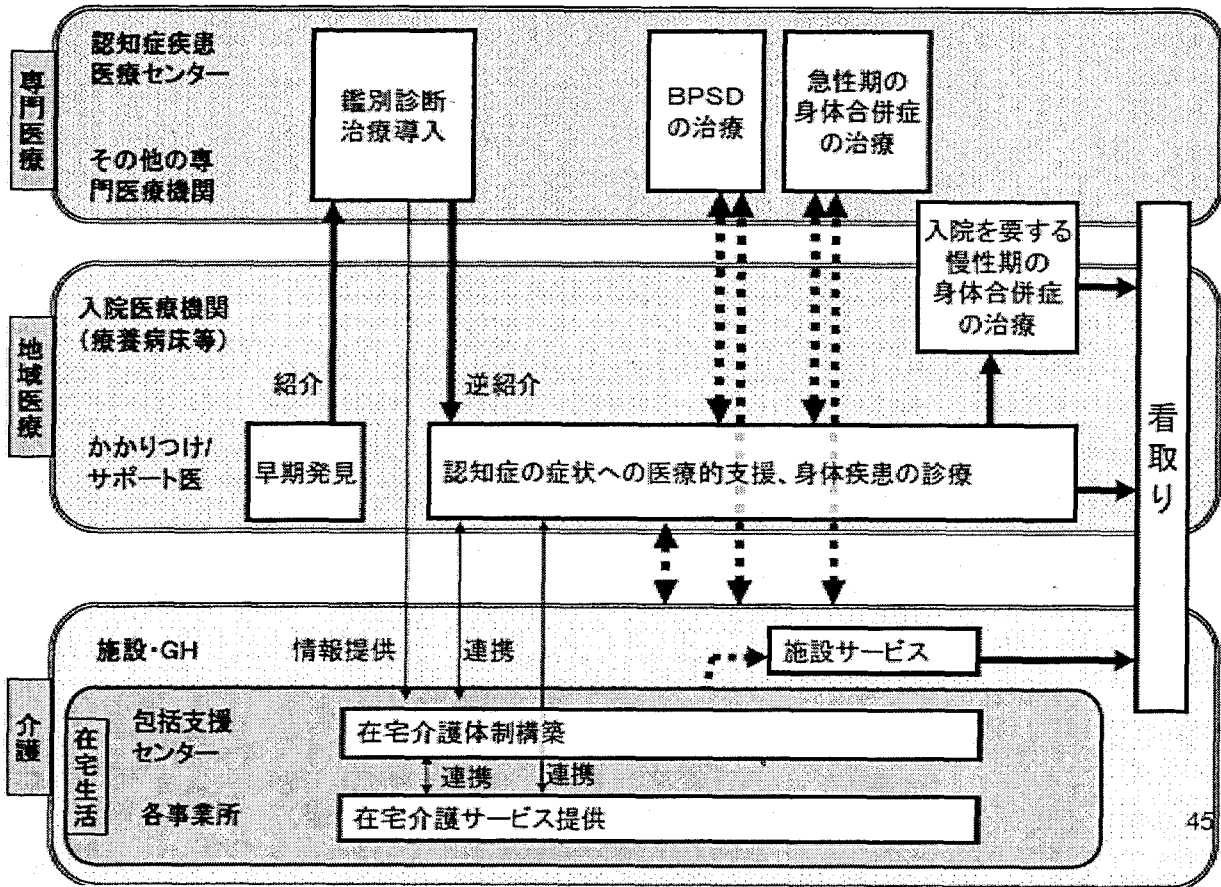 専門医療
認知症疾患
医療センター
その他の専
門医療機関
鑑別診断
治療導入
BPSD
の治療
急性期の
身体合併症
の治療
地域医療
入院医療機関
(療養病床等)
かかりつけ/
サポート医
紹介
逆紹介
早期発見
認知症の症状への医療的支援、身体疾患の診療
入院を要する
慢性期の
身体合併症
の治療
看取り
介護
施設・GH
情報提供
連携
施設サービス
在宅生活
包括支援
センター
在宅介護体制構築
連携
連携
各事業所
在宅介護サービス提供
45